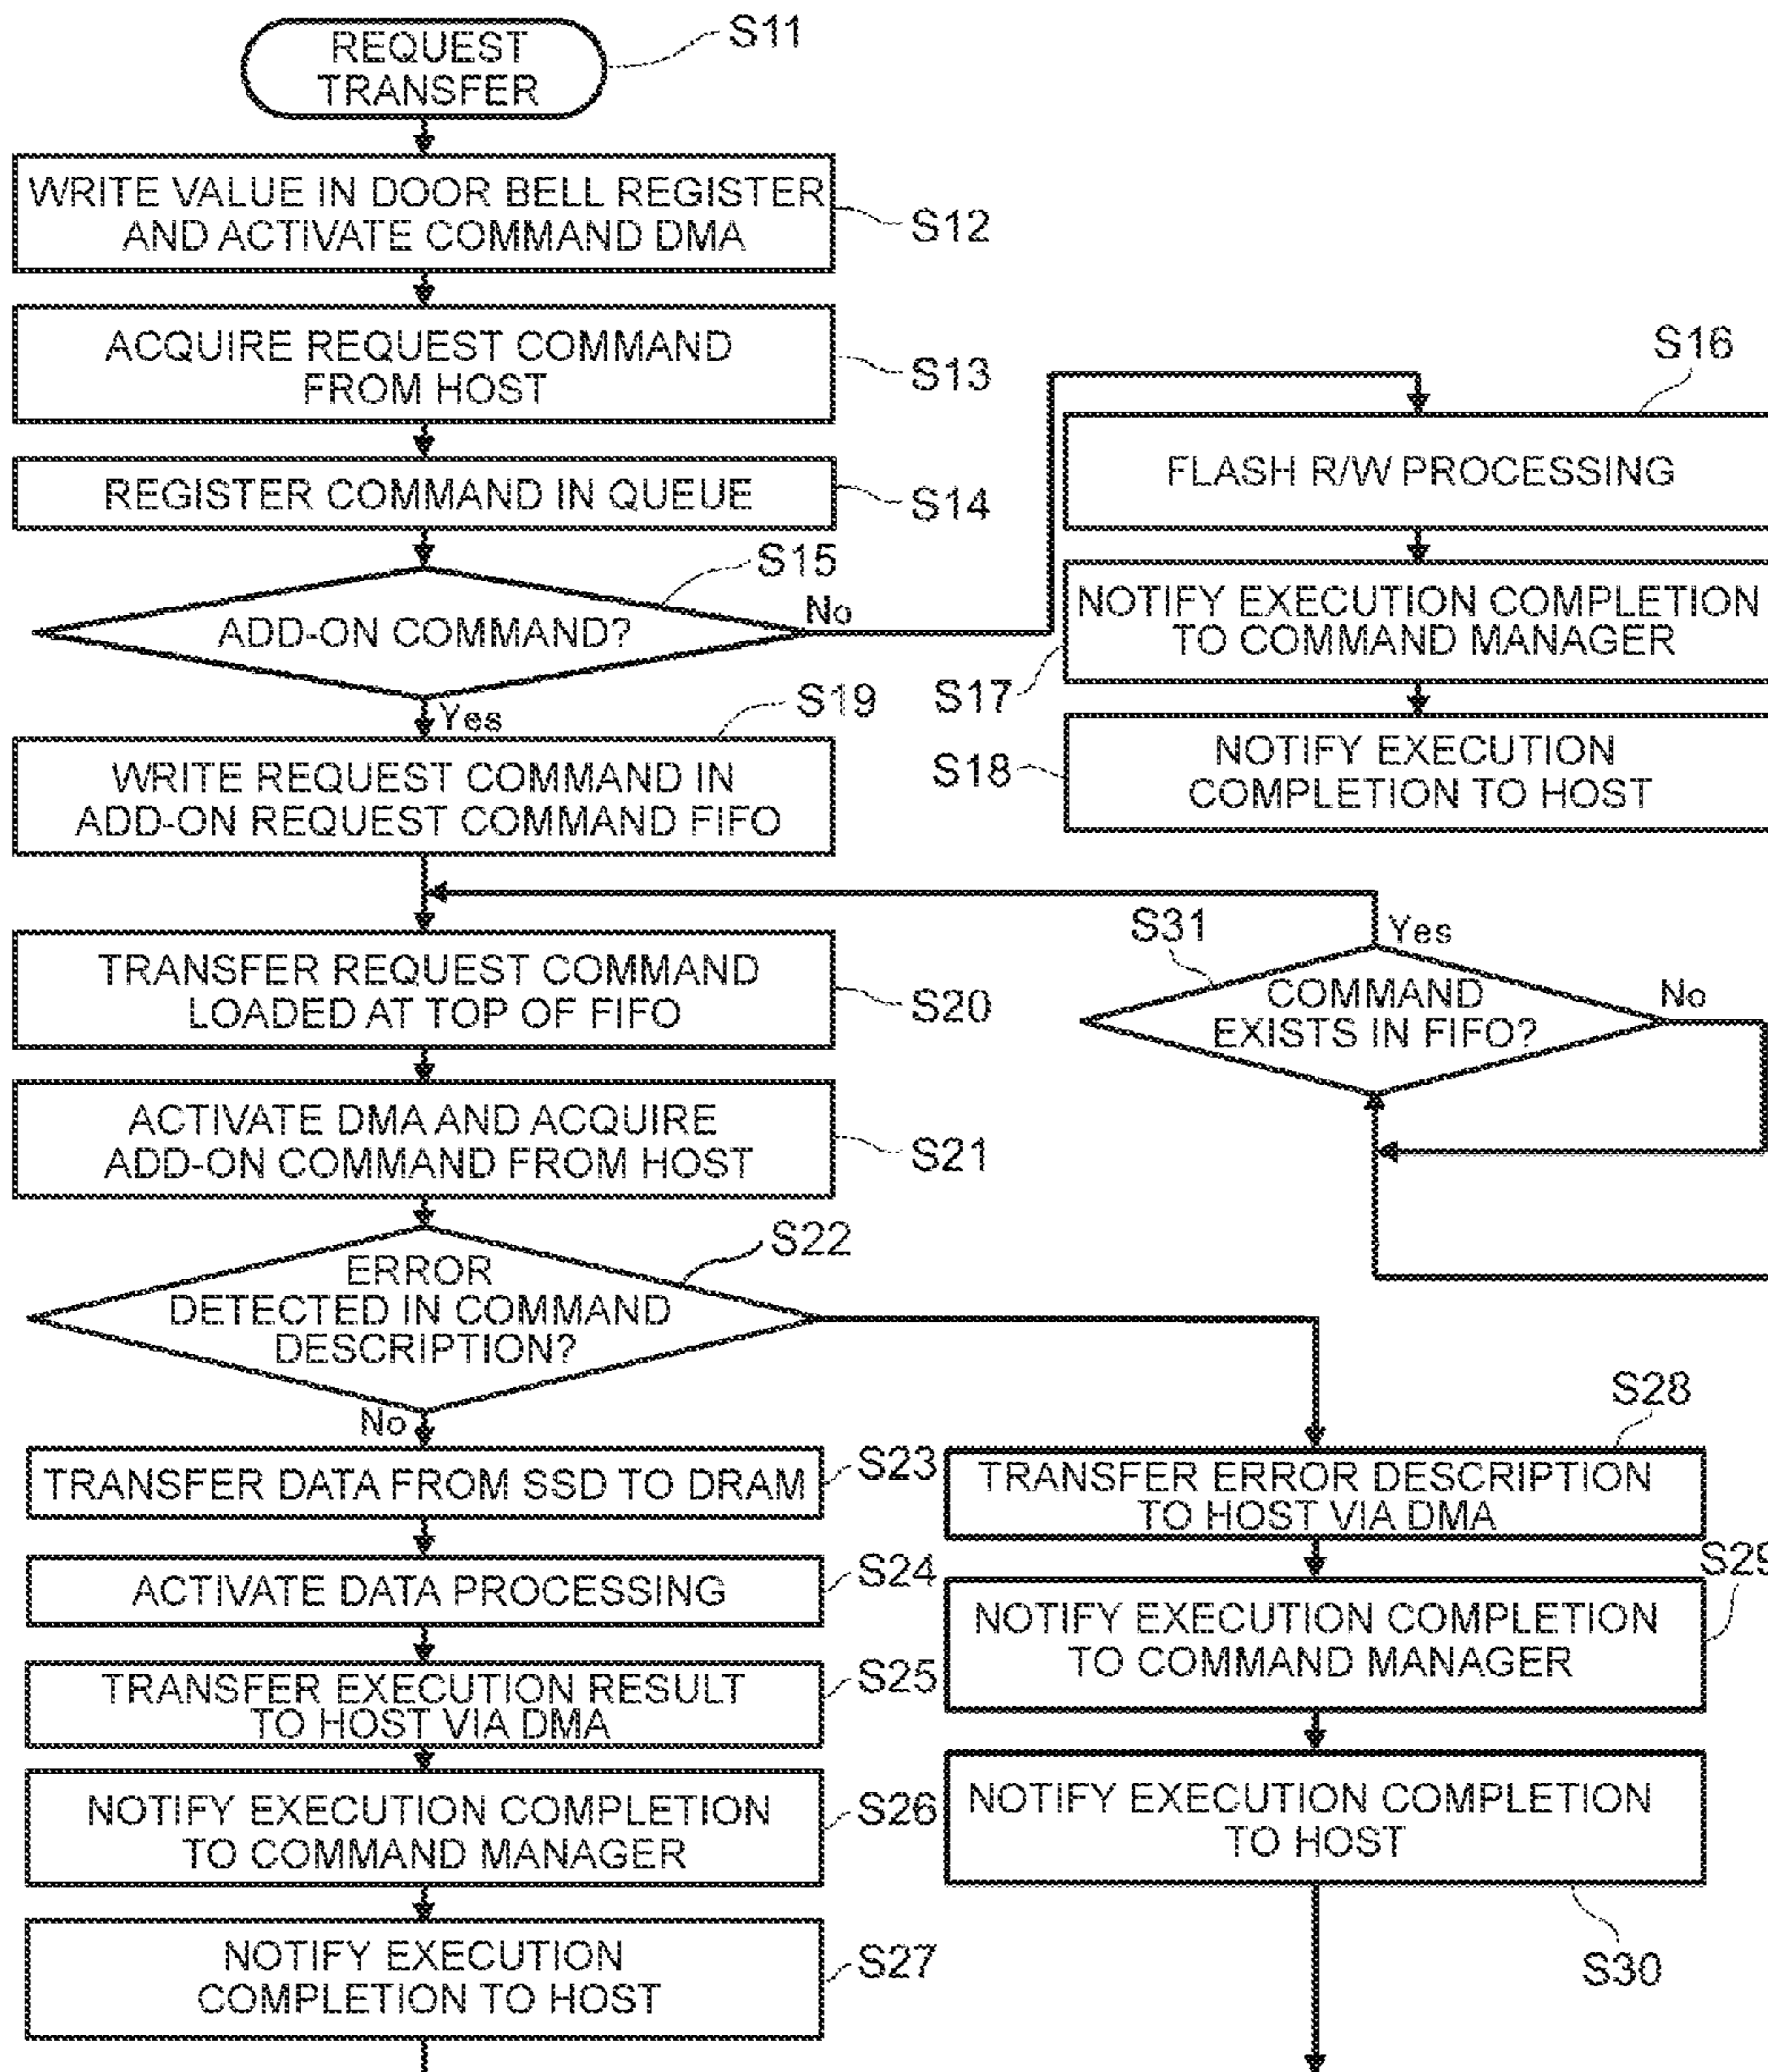 REQUEST
TRANSFER
S11
WRITE VALUE IN DOOR BELL REGISTER
AND ACTIVATE COMMAND DMA
S12
ACQUIRE REQUEST COMMAND
FROM HOST
S13
REGISTER COMMAND IN QUEUE
S14
ADD-ON COMMAND?
S15
No
Yes
S16
FLASH R/W PROCESSING
NOTIFY EXECUTION COMPLETION
TO COMMAND MANAGER
S17
NOTIFY EXECUTION
COMPLETION TO HOST
S18
WRITE REQUEST COMMAND IN
ADD-ON REQUEST COMMAND FIFO
S19
TRANSFER REQUEST COMMAND
LOADED AT TOP OF FIFO
S20
S31
Yes
COMMAND
EXISTS IN FIFO?
No
ACTIVATE DMA AND ACQUIRE
ADD-ON COMMAND FROM HOST
S21
ERROR
DETECTED IN COMMAND
DESCRIPTION?
S22
No
TRANSFER DATA FROM SSD TO DRAM
S23
ACTIVATE DATA PROCESSING
S24
TRANSFER EXECUTION RESULT
TO HOST VIA DMA
S25
NOTIFY EXECUTION COMPLETION
TO COMMAND MANAGER
S26
NOTIFY EXECUTION
COMPLETION TO HOST
S27
S28
TRANSFER ERROR DESCRIPTION
TO HOST VIA DMA
S29
NOTIFY EXECUTION COMPLETION
TO COMMAND MANAGER
NOTIFY EXECUTION COMPLETION
TO HOST
S30